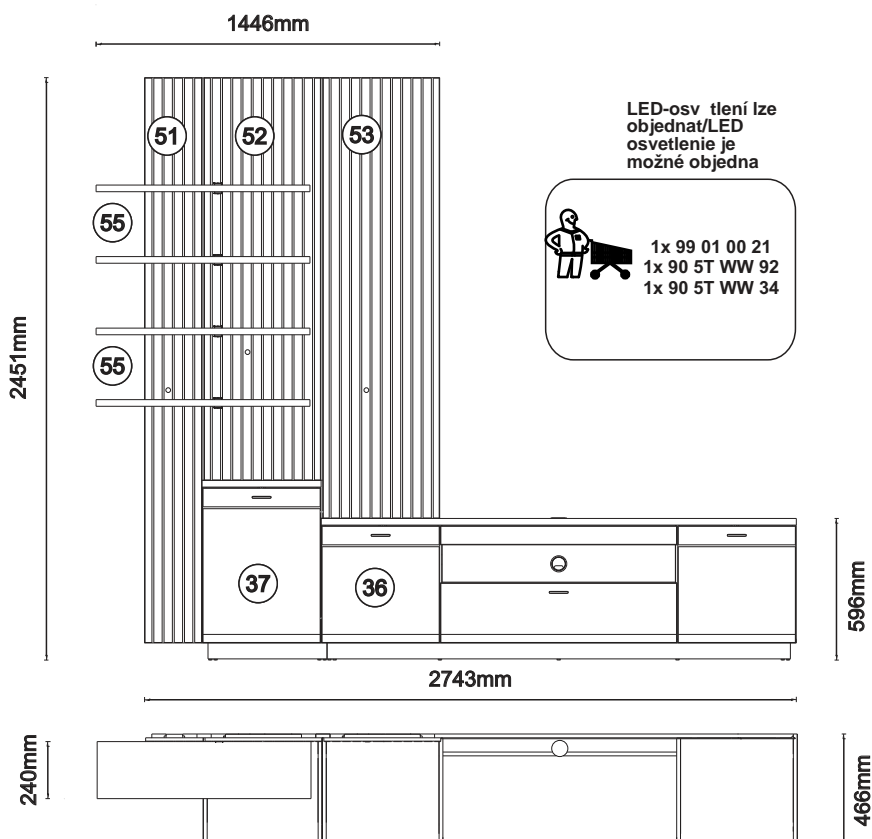 1446mm
51
52
53
LED-osv tlení lze
objednat/LED
osvetlenie je
možné objedna
55
1x 99 01 00 21
1x 90 5T WW 92
1x 90 5T WW 34
2451mm
55
37
36
596mm
2743mm
240mm
466mm